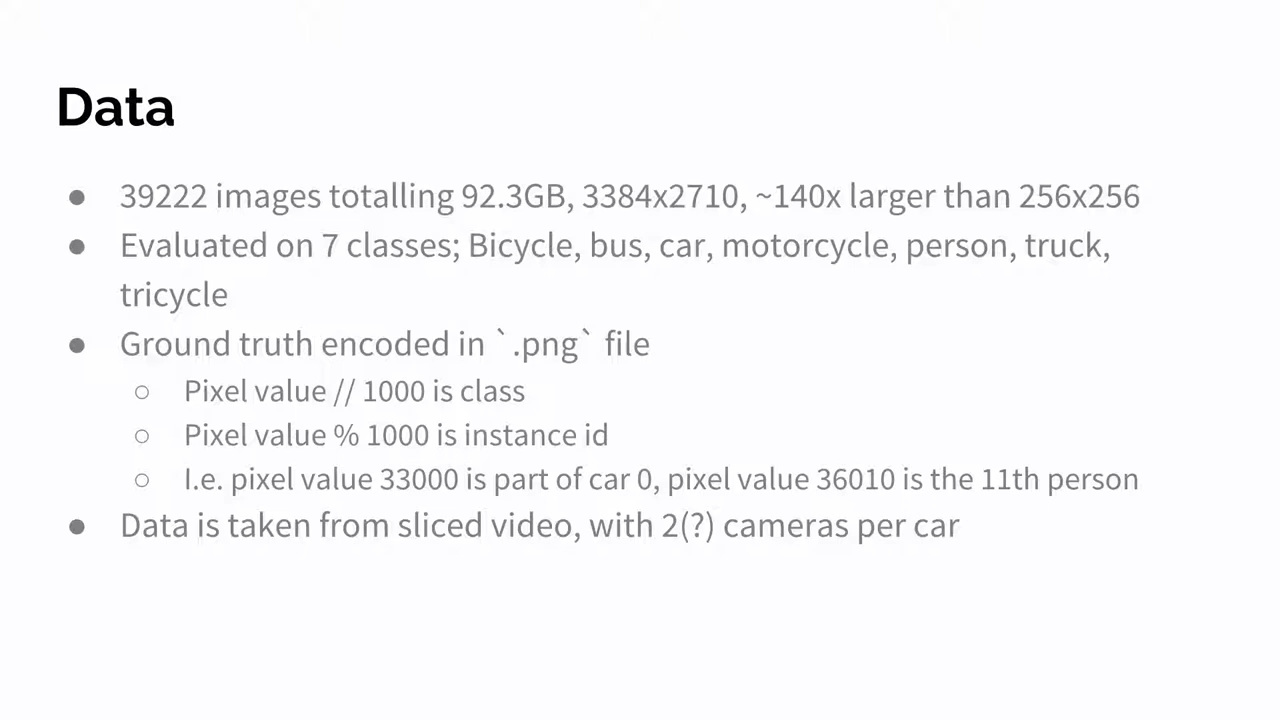 Data
● 39222 images totalling 92.3GB, 3384x2710, ~140x larger than 256x256
● Evaluated on 7 classes; Bicycle, bus, car, motorcycle, person, truck,
tricycle
● Ground truth encoded in `.png` file
○ Pixel value // 1000 is class
○ Pixel value % 1000 is instance id
○ I.e. pixel value 33000 is part of car 0, pixel value 36010 is the 11th person
● Data is taken from sliced video, with 2(?) cameras per car